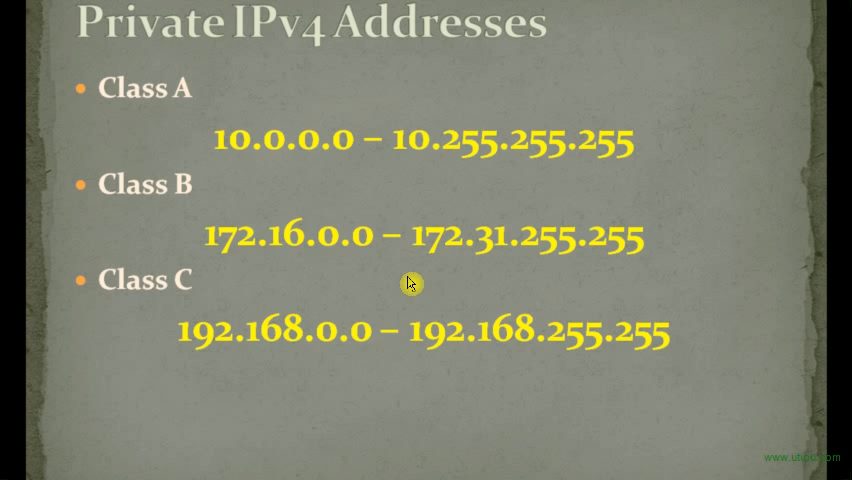 Private IPv4 Addresses
• Class A
10.0.0.0 – 10.255.255.255
• Class B
172.16.0.0 – 172.31.255.255
• Class C
192.168.0.0 – 192.168.255.255